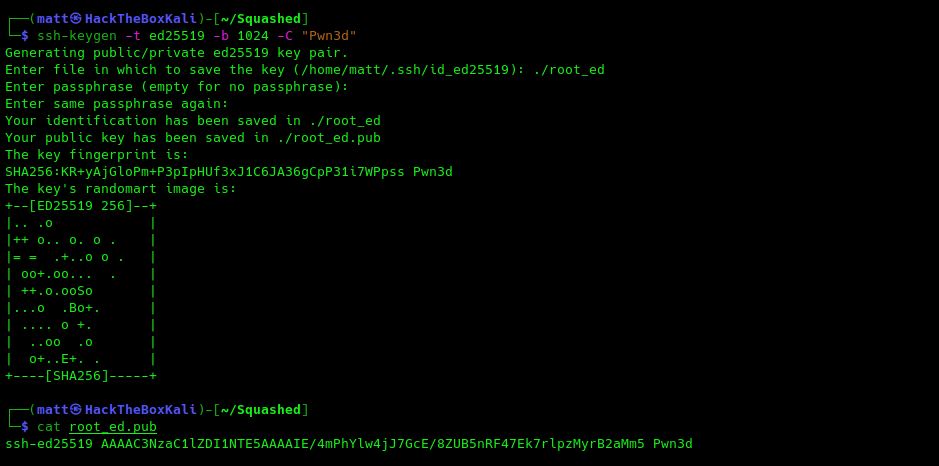 ┌──(matt㉿HackTheBoxKali)-[~/Squashed]
└─$ ssh-keygen -t ed25519 -b 1024 -C "Pwn3d"
Generating public/private ed25519 key pair.
Enter file in which to save the key (/home/matt/.ssh/id_ed25519): ./root_ed
Enter passphrase (empty for no passphrase):
Enter same passphrase again:
Your identification has been saved in ./root_ed
Your public key has been saved in ./root_ed.pub
The key fingerprint is:
SHA256:KR+yAjGloPm+P3pIpHUf3xJ1C6JA36gCpP31i7WPpss Pwn3d
The key's randomart image is:
+--[ED25519 256]--+
|.. .o            |
|++ o.. o. o .    |
|= =  .+..o o .   |
| oo+.oo...  .    |
| ++.o.ooSo       |
|...o  .Bo+.      |
| .... o +.       |
|  ..oo  .o       |
|  o+..E+. .      |
+----[SHA256]-----+
┌──(matt㉿HackTheBoxKali)-[~/Squashed]
└─$ cat root_ed.pub
ssh-ed25519 AAAAC3NzaC1lZDI1NTE5AAAAIE/4mPhYlw4jJ7GcE/8ZUB5nRF47Ek7rlpzMyrB2aMm5 Pwn3d